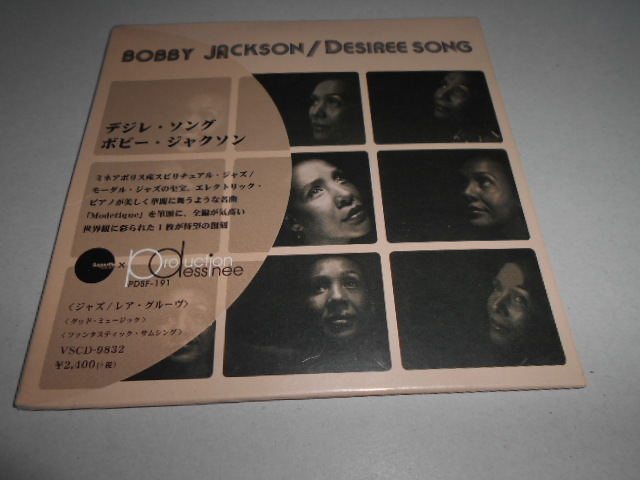 BOBBY JACKSON/DESIREE SONG
デジレ・ソング
ボビー・ジャクソン
ミネアポリス産スピリチュアル・ジャズ/
モーダル・ジャズの至宝。エレクトリック・
ピアノが美しく華麗に舞うような名曲
「Modetique」を筆頭に、全編が気高い
世界観に彩られた1枚が待望の復刻
×
production
dessinee
PDSF-191
〈ジャズ/レア・グルーヴ〉
〈グッド・ミュージック〉
〈ファンタスティック・サムシング〉
VSCD-9832
¥2,400(+税)